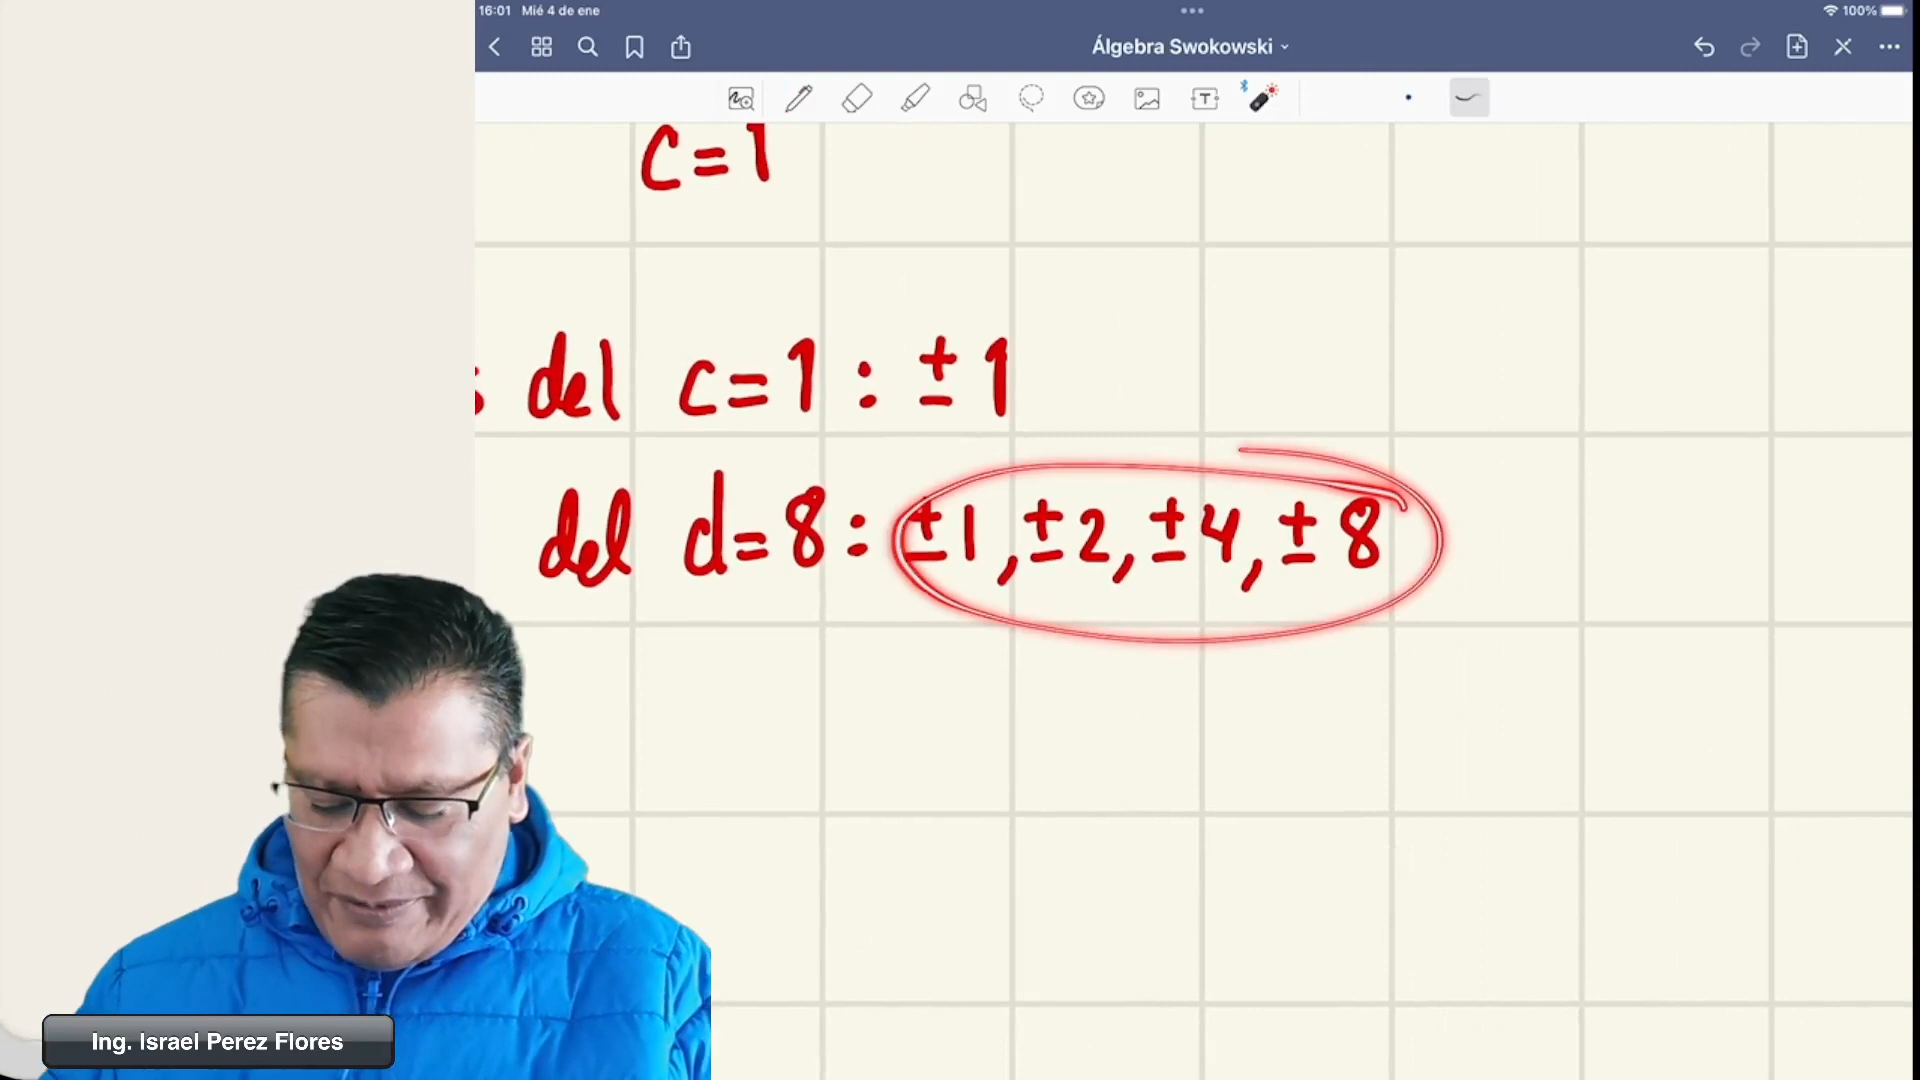 16:01 Mié 4 de ene
100%
Álgebra Swokowski
c=1
s del c=1 : ±1
del d=8: ±1, ±2, ±4, ±8
Ing. Israel Perez Flores